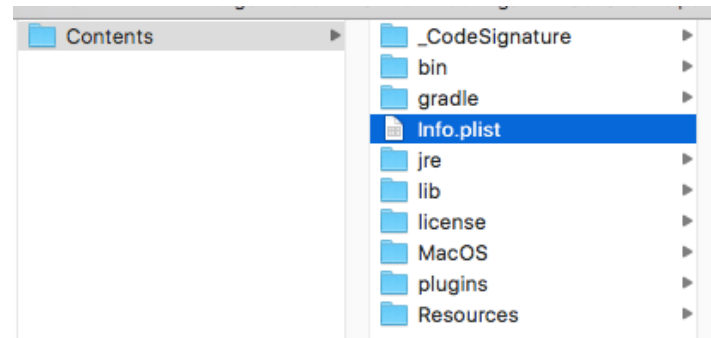 Contents
_CodeSignature
bin
gradle
Info.plist
jre
lib
license
MacOS
plugins
Resources